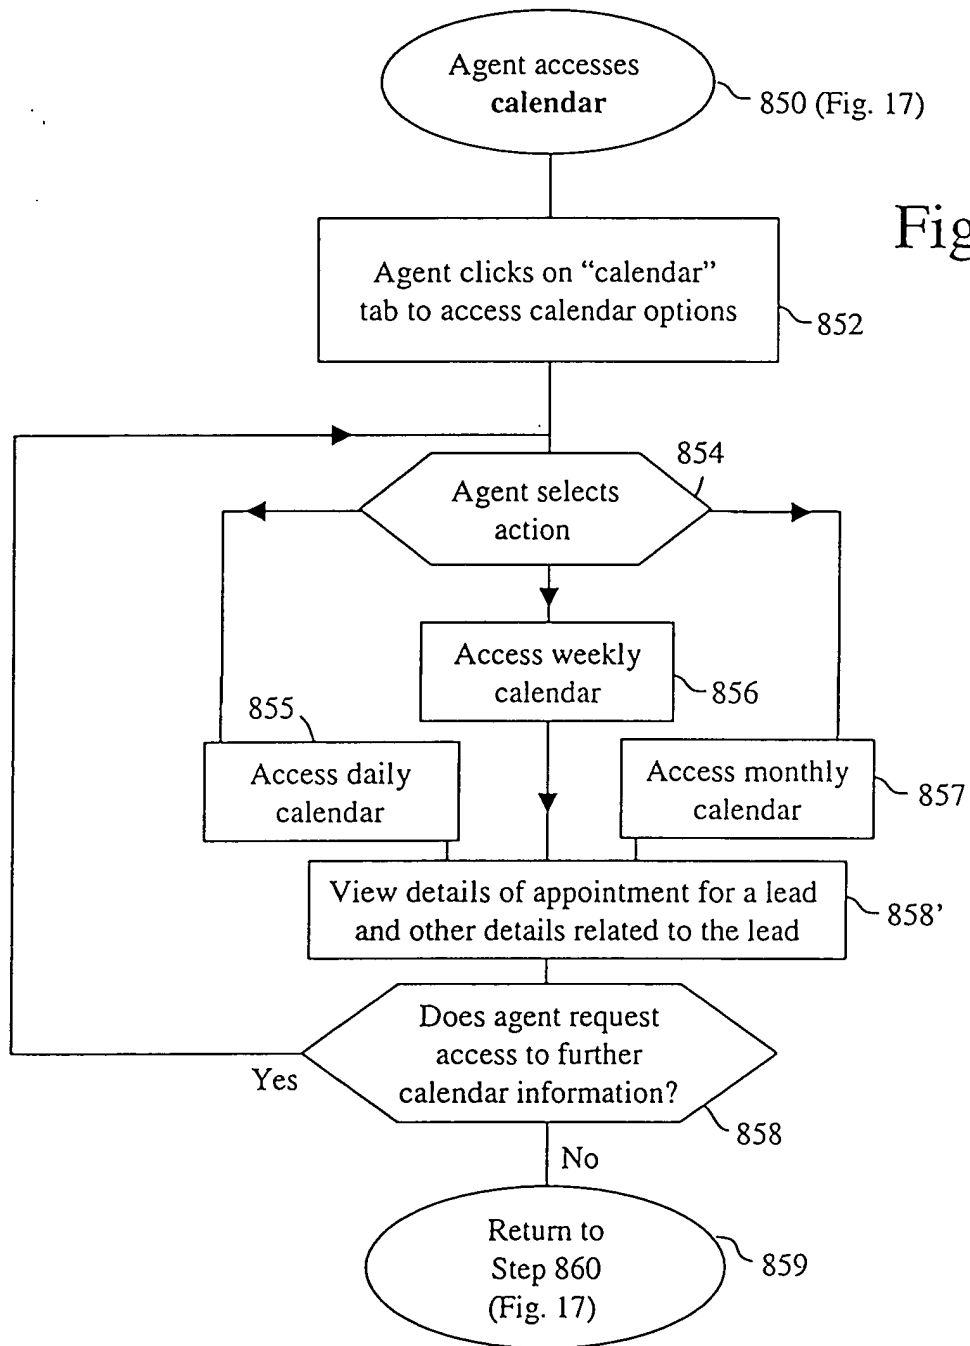 Agent accesses
calendar
850 (Fig. 17)
Fig
Agent clicks on “calendar”
tab to access calendar options
852
854
Agent selects
action
Access weekly
calendar
856
855
Access daily
calendar
Access monthly
calendar
857
View details of appointment for a lead
and other details related to the lead
858’
Does agent request
access to further
calendar information?
Yes
858
No
Return to
Step 860
(Fig. 17)
859